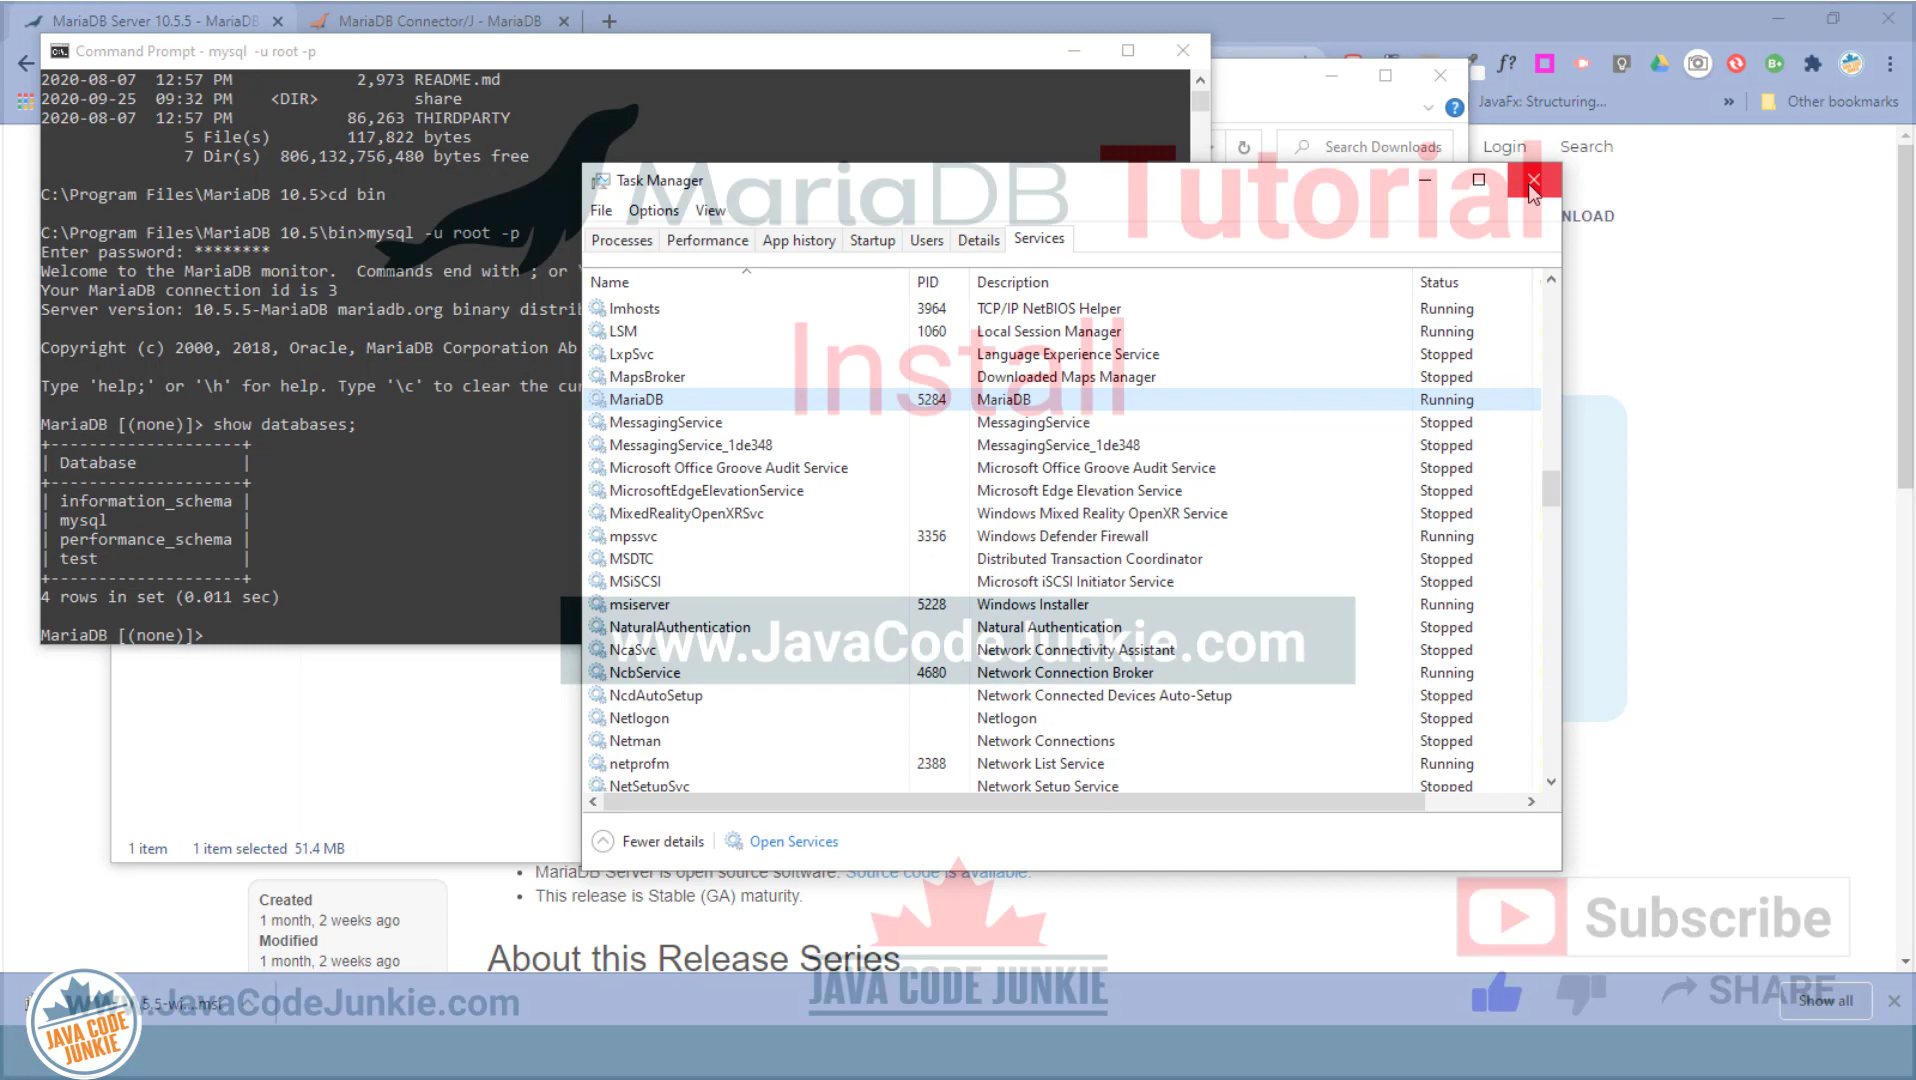 MariaDB Server 10.5.5 - MariaDB
MariaDB Connector/J - MariaDB
Command Prompt - mysql -u root -p
2020-08-07  12:57 PM             2,973 README.md
2020-09-25  09:32 PM    <DIR>          share
2020-08-07  12:57 PM            86,263 THIRDPARTY
5 File(s)        117,822 bytes
7 Dir(s)  806,132,756,480 bytes free
C:\Program Files\MariaDB 10.5>cd bin
C:\Program Files\MariaDB 10.5\bin>mysql -u root -p
Enter password: ********
Welcome to the MariaDB monitor.  Commands end with ; or
Your MariaDB connection id is 3
Server version: 10.5.5-MariaDB mariadb.org binary distrib
Copyright (c) 2000, 2018, Oracle, MariaDB Corporation Ab
Type 'help;' or '\h' for help. Type '\c' to clear the cur
MariaDB [(none)]> show databases;
+--------------------+
| Database           |
+--------------------+
| information_schema |
| mysql              |
| performance_schema |
| test               |
+--------------------+
4 rows in set (0.011 sec)
MariaDB [(none)]>
f?
JavaFx: Structuring...
»
Other bookmarks
Search Downloads
Login
Search
NLOAD
MariaDB Tutorial
Install
www.JavaCodeJunkie.com
Task Manager
File Options View
Processes Performance App history Startup Users Details Services
Name PID Description Status
lmhosts 3964 TCP/IP NetBIOS Helper Running
LSM 1060 Local Session Manager Running
LxpSvc Language Experience Service Stopped
MapsBroker Downloaded Maps Manager Stopped
MariaDB 5284 MariaDB Running
MessagingService MessagingService Stopped
MessagingService_1de348 MessagingService_1de348 Stopped
Microsoft Office Groove Audit Service Microsoft Office Groove Audit Service Stopped
MicrosoftEdgeElevationService Microsoft Edge Elevation Service Stopped
MixedRealityOpenXRSvc Windows Mixed Reality OpenXR Service Stopped
mpssvc 3356 Windows Defender Firewall Running
MSDTC Distributed Transaction Coordinator Stopped
MSiSCSI Microsoft iSCSI Initiator Service Stopped
msiserver 5228 Windows Installer Running
NaturalAuthentication Natural Authentication Stopped
NcaSvc Network Connectivity Assistant Stopped
NcbService 4680 Network Connection Broker Running
NcdAutoSetup Network Connected Devices Auto-Setup Stopped
Netlogon Netlogon Stopped
Netman Network Connections Stopped
netprofm 2388 Network List Service Running
NetSetupSvc Network Setup Service Stopped
Fewer details Open Services
1 item 1 item selected 51.4 MB
MariaDB Server is open source software. Source code is available.
This release is Stable (GA) maturity.
Created
1 month, 2 weeks ago
Modified
1 month, 2 weeks ago
About this Release Series
JAVA CODE JUNKIE
Subscribe
SHARE
Show all
www.JavaCodeJunkie.com
5.5-wi....msi
JAVA CODE
JUNKIE